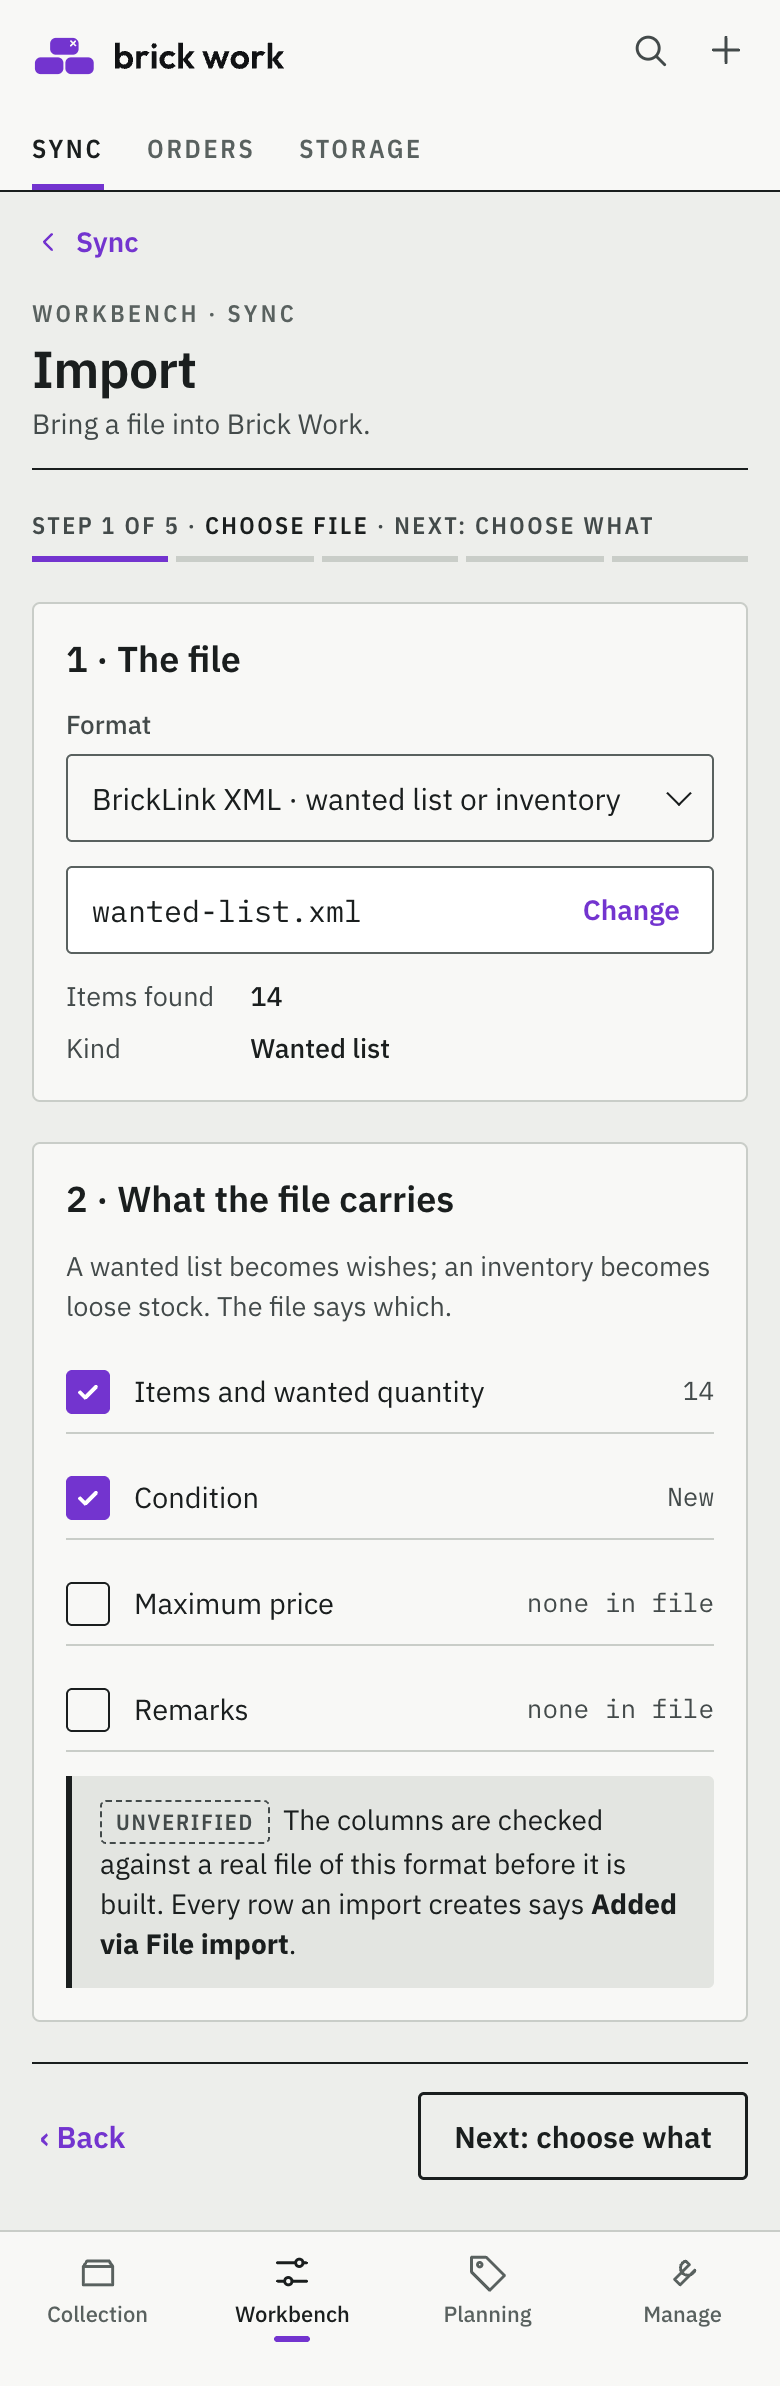 brick work
SYNC ORDERS STORAGE
Sync
WORKBENCH · SYNC
Import
Bring a file into Brick Work.
STEP 1 OF 5 · CHOOSE FILE · NEXT: CHOOSE WHAT
1 · The file
Format
BrickLink XML · wanted list or inventory
wanted-list.xml Change
Items found 14
Kind Wanted list
2 · What the file carries
A wanted list becomes wishes; an inventory becomes
loose stock. The file says which.
Items and wanted quantity 14
Condition New
Maximum price none in file
Remarks none in file
UNVERIFIED The columns are checked
against a real file of this format before it is
built. Every row an import creates says Added
via File import.
‹ Back Next: choose what
Collection Workbench Planning Manage